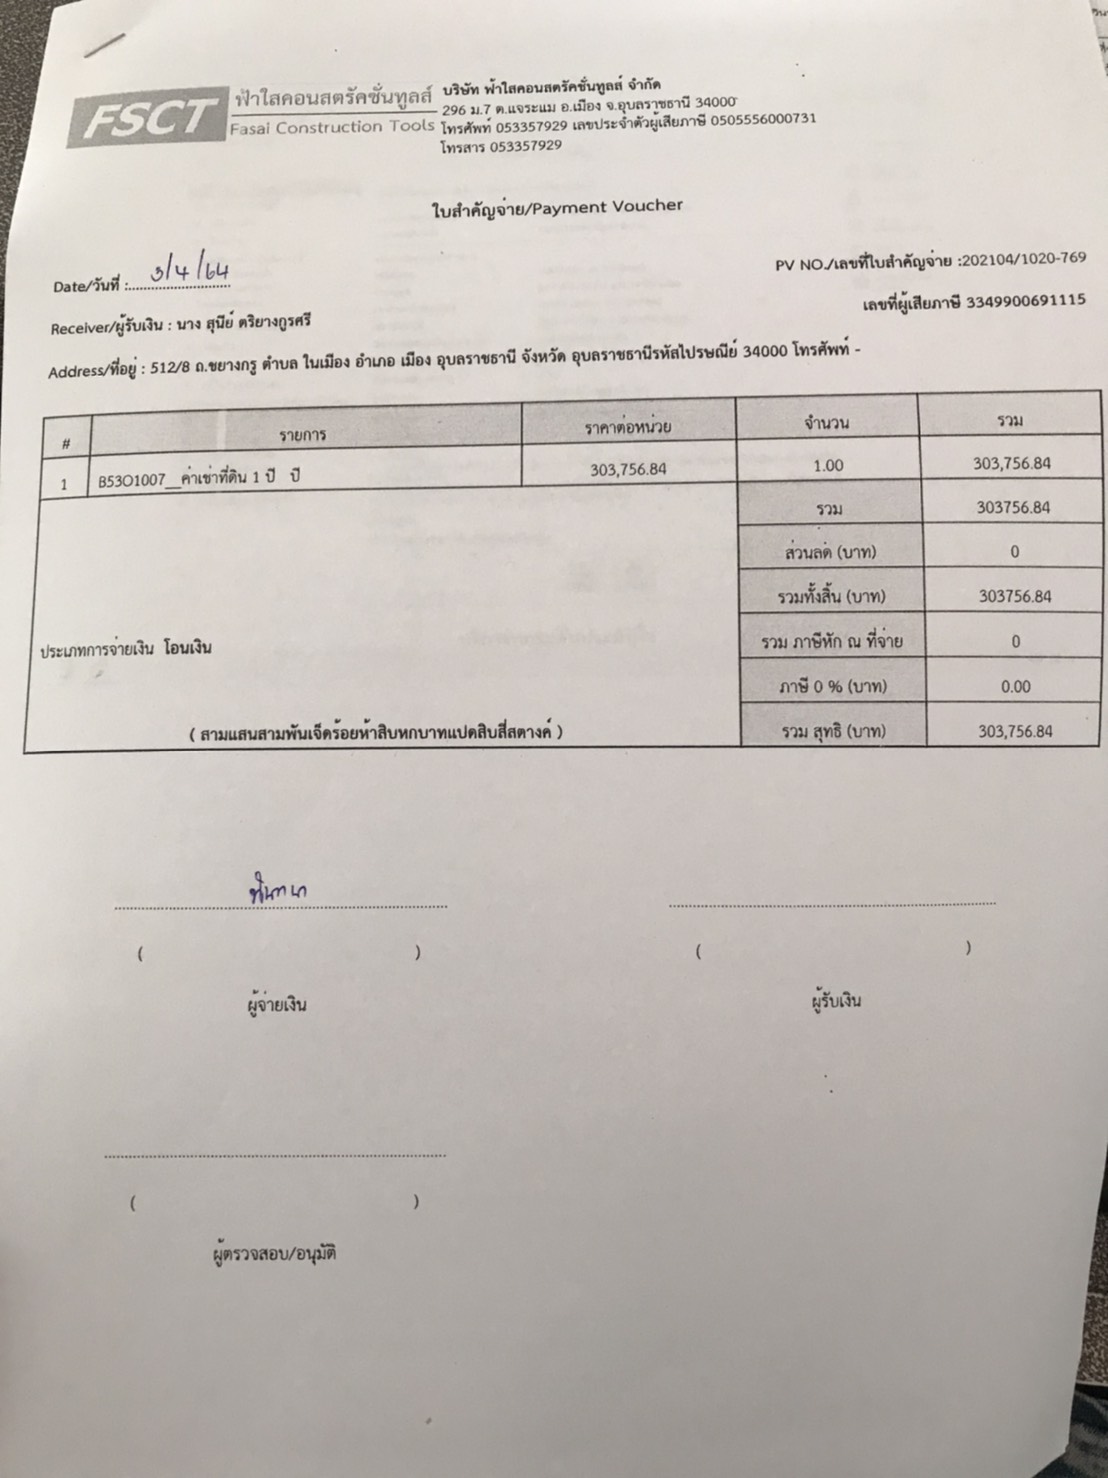 FSCT
ฟ้าใสคอนสตรัคชั่นทูลส์
Fasai Construction Tools
บริษัท ฟ้าใสคอนสตรัคชั่นทูลส์ จำกัด
296 ม.7 ต.แจระแม อ.เมือง จ.อุบลราชธานี 34000
โทรศัพท์ 053357929 เลขประจำตัวผู้เสียภาษี 0505556000731
โทรสาร 053357929
ใบสำคัญจ่าย/Payment Voucher
Date/วันที่ : 3/4/64
PV NO./เลขที่ใบสำคัญจ่าย :202104/1020-769
เลขที่ผู้เสียภาษี 3349900691115
Receiver/ผู้รับเงิน : นาง สุนีย์ ตริยางกูรศรี
Address/ที่อยู่ : 512/8 ถ.ชยางกรู ตำบล ในเมือง อำเภอ เมือง อุบลราชธานี จังหวัด อุบลราชธานีรหัสไปรษณีย์ 34000 โทรศัพท์ -
# รายการ ราคาต่อหน่วย จำนวน รวม
1 B53O1007__ค่าเช่าที่ดิน 1 ปี ปี 303,756.84 1.00 303,756.84
รวม 303756.84
ส่วนลด (บาท) 0
รวมทั้งสิ้น (บาท) 303756.84
ประเภทการจ่ายเงิน โอนเงิน
รวม ภาษีหัก ณ ที่จ่าย 0
ภาษี 0 % (บาท) 0.00
( สามแสนสามพันเจ็ดร้อยห้าสิบหกบาทแปดสิบสี่สตางค์ )
รวม สุทธิ (บาท) 303,756.84
( ) ( )
ผู้จ่ายเงิน ผู้รับเงิน
( )
ผู้ตรวจสอบ/อนุมัติ